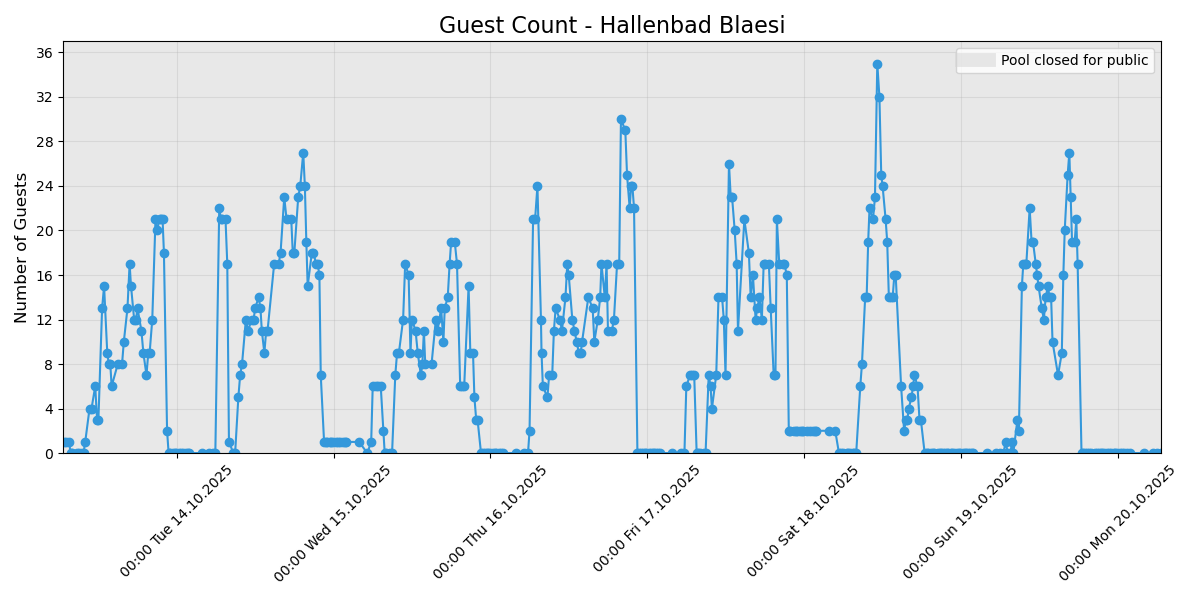 Guest Count - Hallenbad Blaesi
Pool closed for public
Number of Guests
36
32
28
24
20
16
12
8
4
0
00:00 Tue 14.10.2025
00:00 Wed 15.10.2025
00:00 Thu 16.10.2025
00:00 Fri 17.10.2025
00:00 Sat 18.10.2025
00:00 Sun 19.10.2025
00:00 Mon 20.10.2025